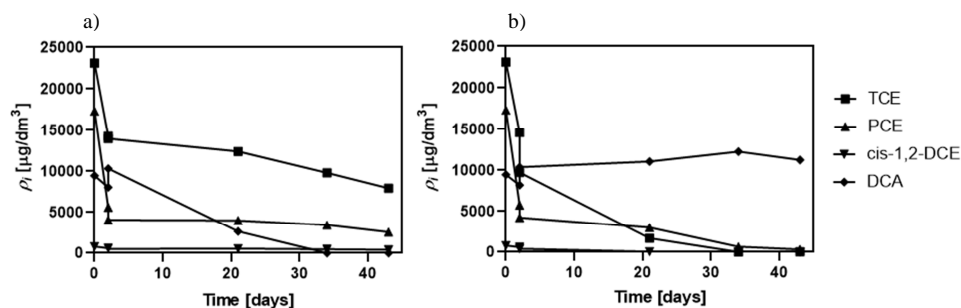 a)
b)
25000
20000
15000
10000
5000
0
ρi [µg/dm³]
0 10 20 30 40
Time [days]
25000
20000
15000
10000
5000
0
ρi [µg/dm³]
0 10 20 30 40
Time [days]
TCE
PCE
cis-1,2-DCE
DCA